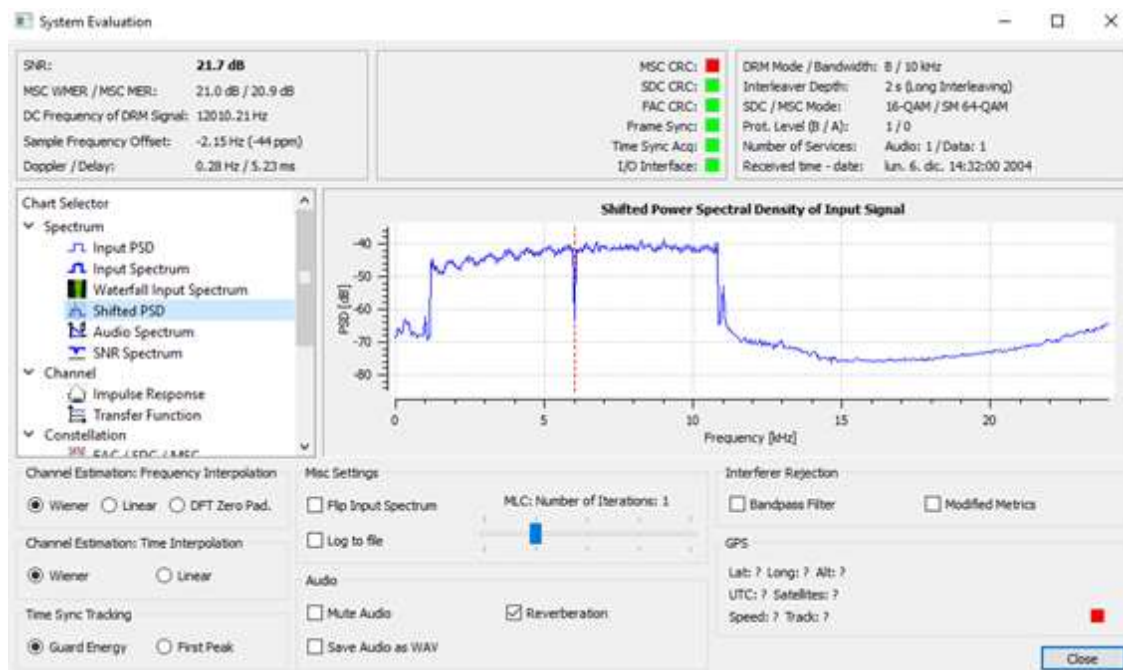 System Evaluation
SNR: 21.7 dB
MSC WMER / MSC MER: 21.0 dB / 20.9 dB
DC Frequency of DRM Signal: 12010.21 Hz
Sample Frequency Offset: -2.15 Hz (-44 ppm)
Doppler / Delay: 0.28 Hz / 5.23 ms
MSC CRC:
SDC CRC:
FAC CRC:
Frame Sync:
Time Sync Acq:
I/O Interface:
DRM Mode / Bandwidth: B / 10 kHz
Interleaver Depth: 2 s (Long Interleaving)
SDC / MSC Mode: 16-QAM / SM 64-QAM
Prot. Level (B / A): 1 / 0
Number of Services: Audio: 1 / Data: 1
Received time - date: lun. 6. dic. 14:32:00 2004
Chart Selector
Spectrum
Input PSD
Input Spectrum
Waterfall Input Spectrum
Shifted PSD
Audio Spectrum
SNR Spectrum
Channel
Impulse Response
Transfer Function
Constellation
FAC / SDC / MSC
Shifted Power Spectral Density of Input Signal
PSD [dB]
-40
-50
-60
-70
-80
0 5 10 15 20
Frequency [kHz]
Channel Estimation: Frequency Interpolation
Wiener Linear DFT Zero Pad.
Channel Estimation: Time Interpolation
Wiener Linear
Time Sync Tracking
Guard Energy First Peak
Misc Settings
Flip Input Spectrum
MLC: Number of Iterations: 1
Log to file
Audio
Mute Audio Reverberation
Save Audio as WAV
Interferer Rejection
Bandpass Filter Modified Metrics
GPS
Lat: ? Long: ? Alt: ?
UTC: ? Satellites: ?
Speed: ? Track: ?
Close